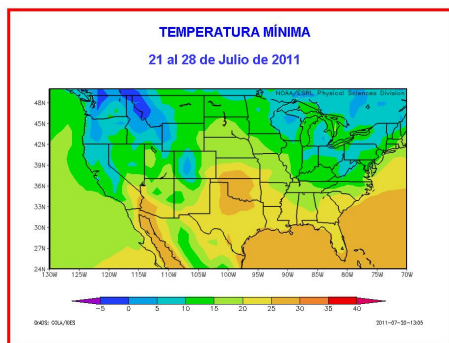 TEMPERATURA MÍNIMA
21 al 28 de Julio de 2011
NOAA/ESRL Physical Sciences Division
48N
45N
42N
39N
36N
33N
30N
27N
24N
130W 125W 120W 115W 110W 105W 100W 95W 90W 85W 80W 75W 70W
-5 0 5 10 15 20 25 30 35 40
GrADS: COLA/IGES 2011-07-30-13:05